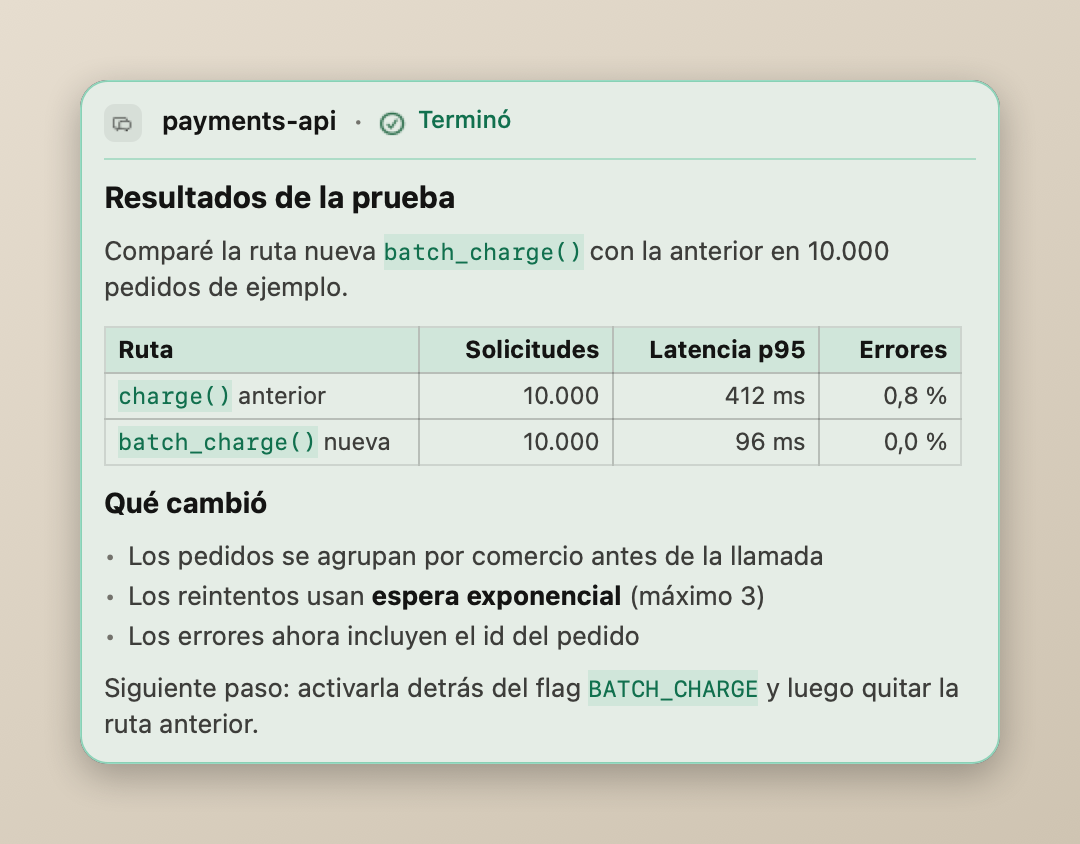 payments-api · Terminó
Resultados de la prueba
Comparé la ruta nueva batch_charge() con la anterior en 10.000
pedidos de ejemplo.
Ruta Solicitudes Latencia p95 Errores
charge() anterior 10.000 412 ms 0,8 %
batch_charge() nueva 10.000 96 ms 0,0 %
Qué cambió
• Los pedidos se agrupan por comercio antes de la llamada
• Los reintentos usan espera exponencial (máximo 3)
• Los errores ahora incluyen el id del pedido
Siguiente paso: activarla detrás del flag BATCH_CHARGE y luego quitar la
ruta anterior.